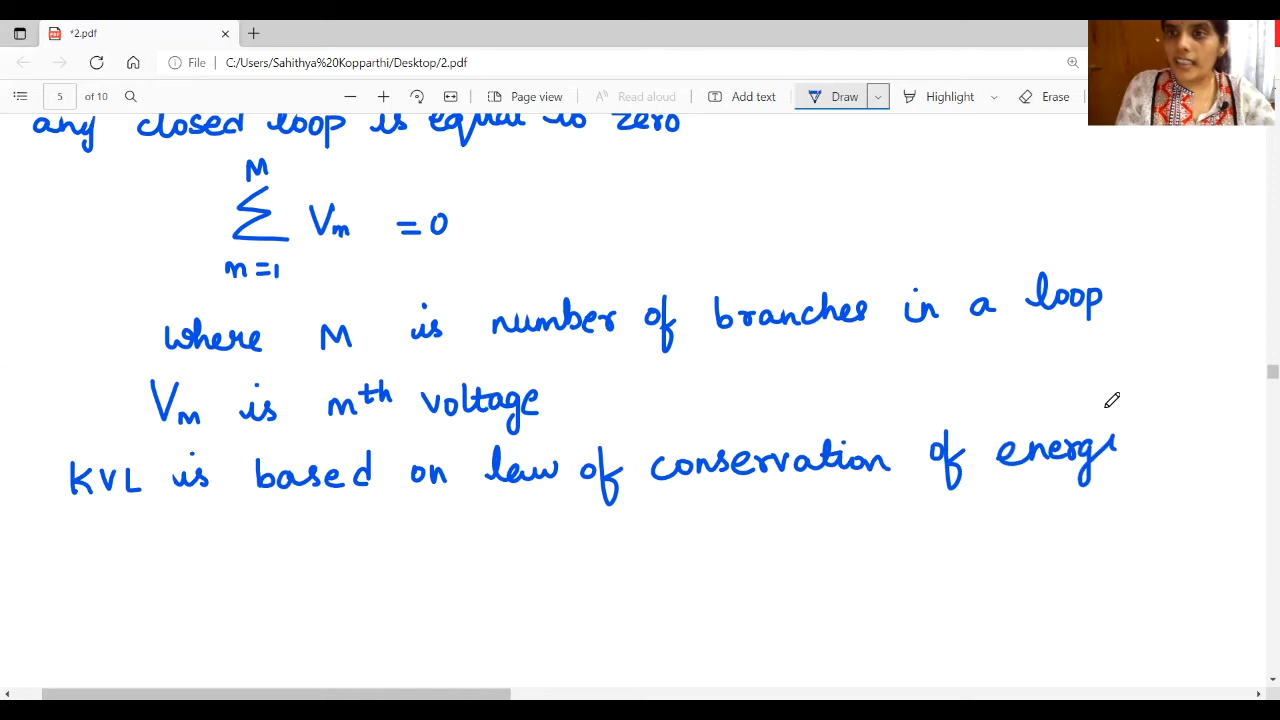 *2.pdf
File C:/Users/Sahithya%20Kopparthi/Desktop/2.pdf
5 of 10 Page view Read aloud Add text Draw Highlight Erase
any closed loop is equal to zero
M
∑ Vm = 0
m=1
where M is number of branches in a loop
Vm is mth voltage
KVL is based on law of conservation of energy